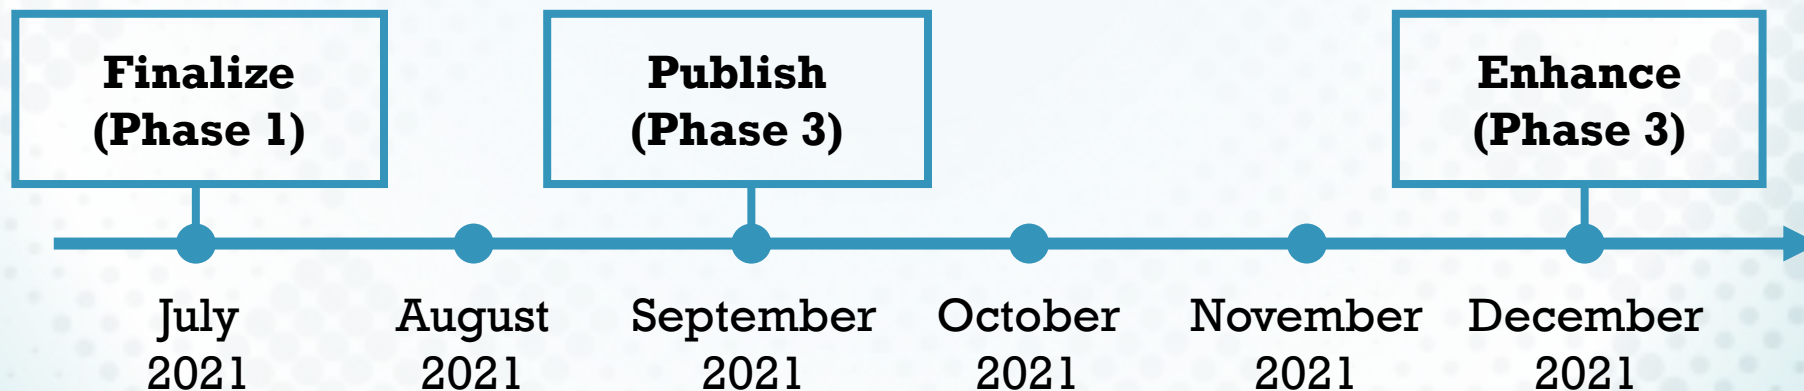 Finalize
(Phase 1)
Publish
(Phase 3)
Enhance
(Phase 3)
July
2021
August
2021
September
2021
October
2021
November
2021
December
2021